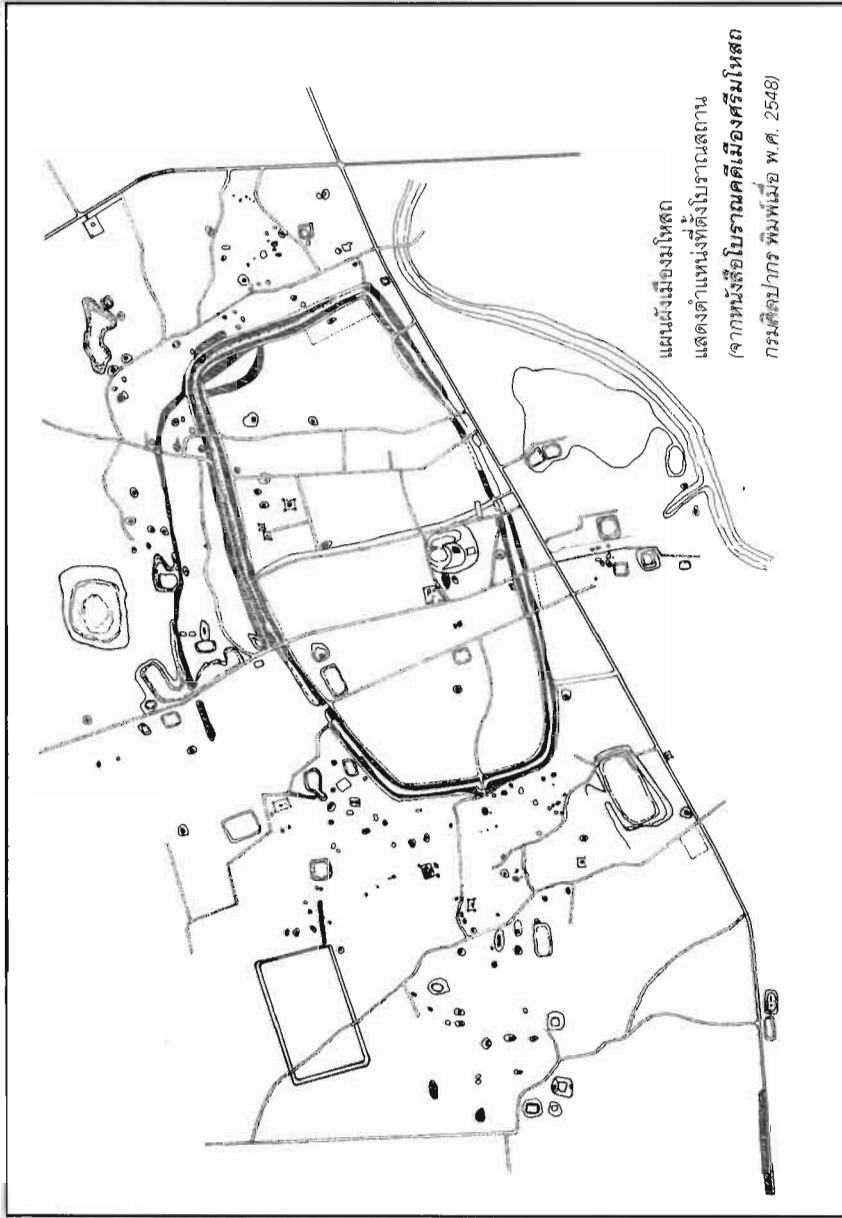 แผนผังเมืองมโหสถ
แสดงตำแหน่งที่ตั้งโบราณสถาน
(จากหนังสือโบราณคดีเมืองศรีมโหสถ
กรมศิลปากร พิมพ์เมื่อ พ.ศ. 2548)